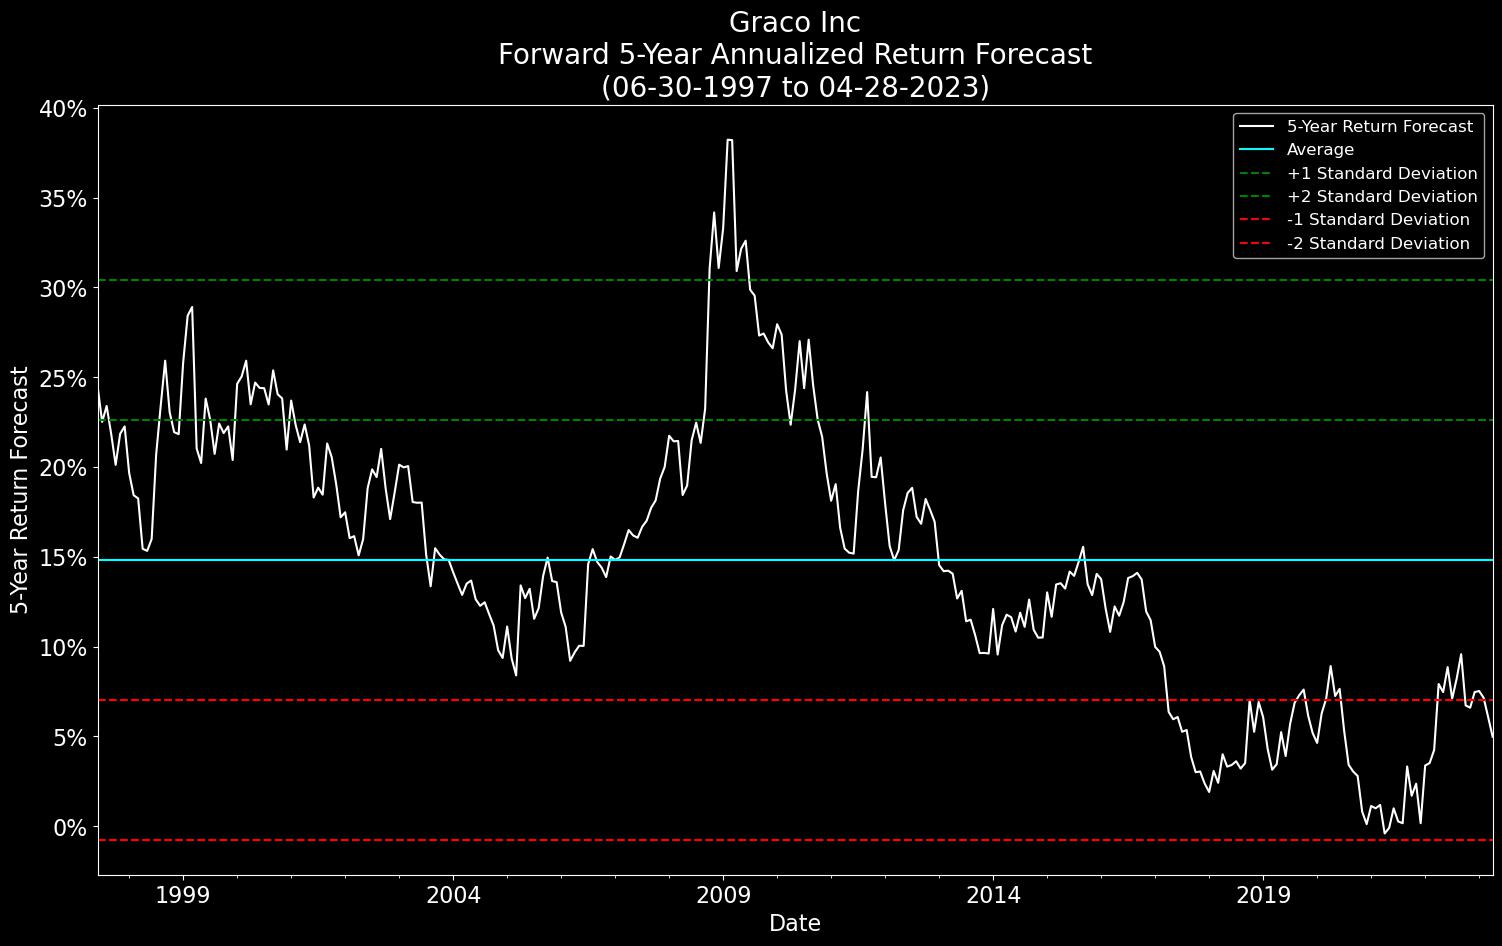 Graco Inc
Forward 5-Year Annualized Return Forecast
(06-30-1997 to 04-28-2023)
40%
35%
30%
25%
20%
15%
10%
5%
0%
5-Year Return Forecast
5-Year Return Forecast
Average
+1 Standard Deviation
+2 Standard Deviation
-1 Standard Deviation
-2 Standard Deviation
1999
2004
2009
2014
2019
Date